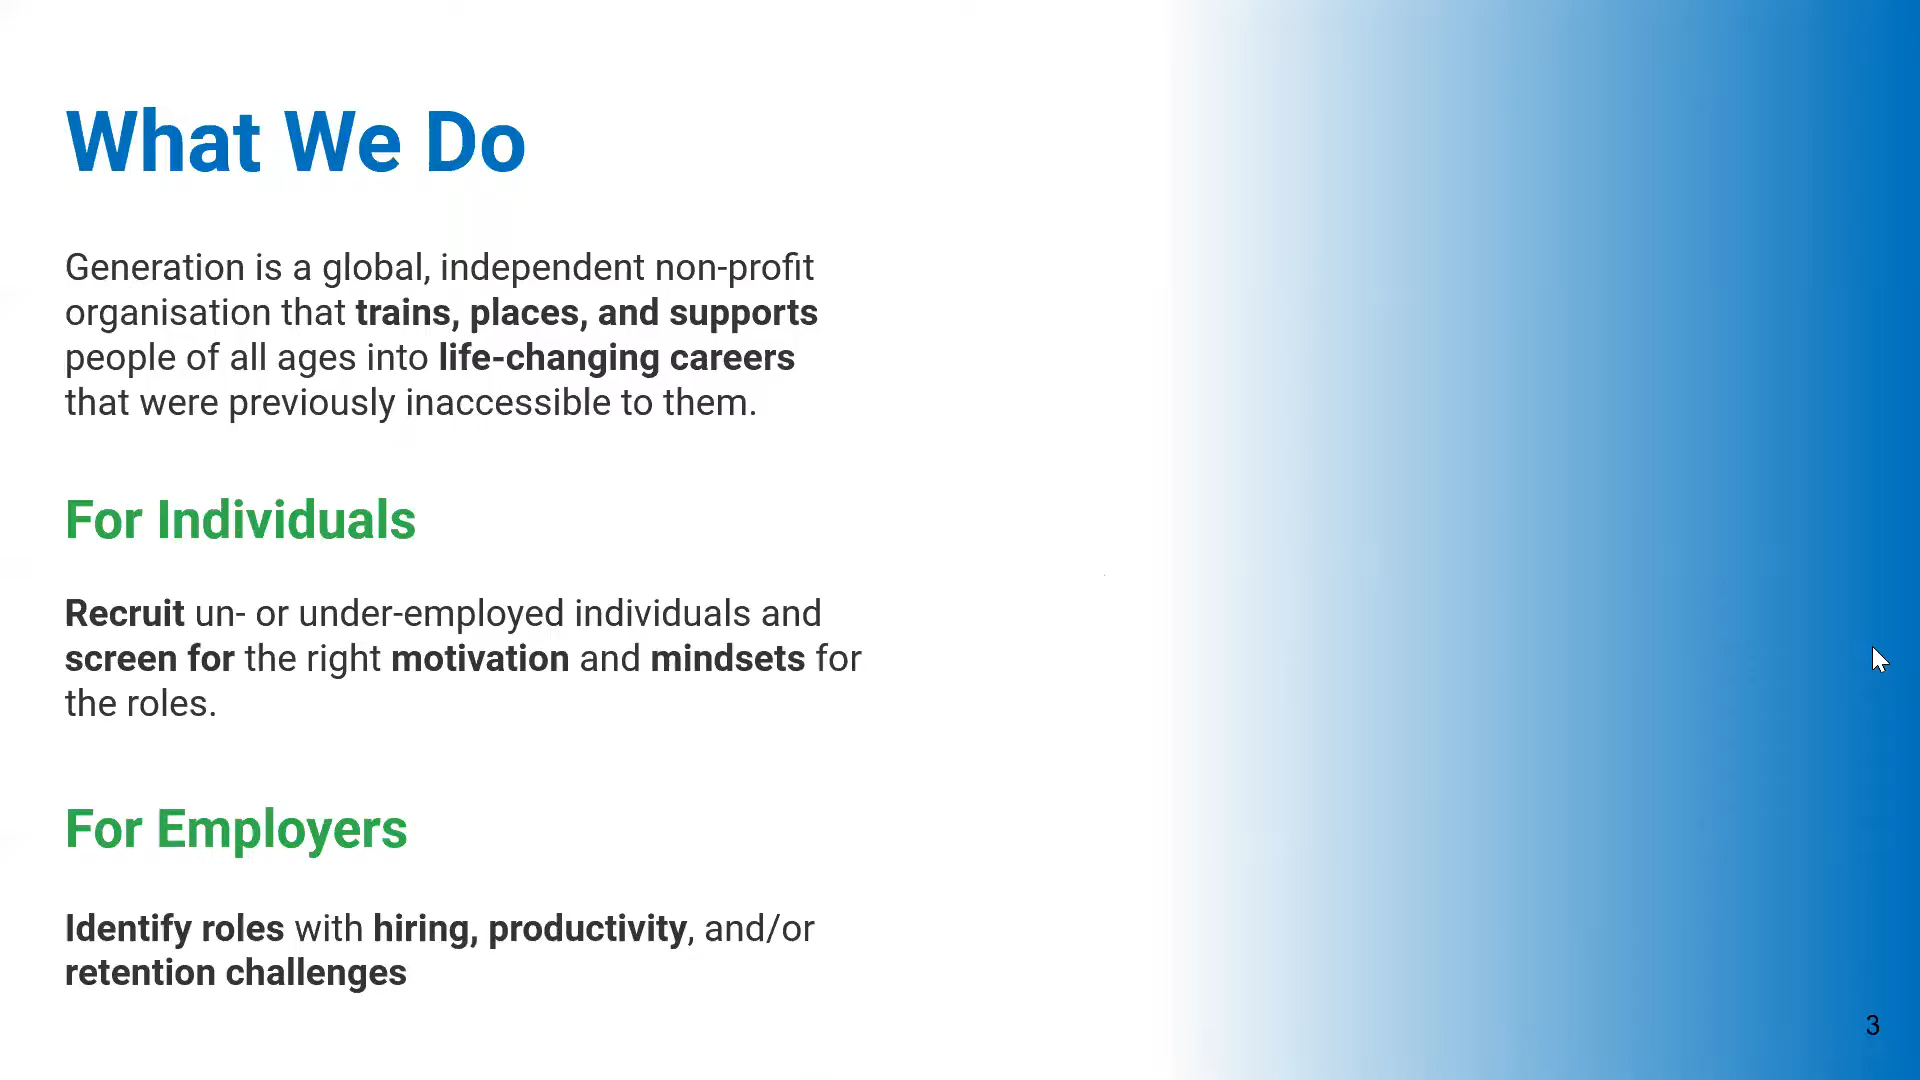 What We Do
Generation is a global, independent non-profit
organisation that trains, places, and supports
people of all ages into life-changing careers
that were previously inaccessible to them.
For Individuals
Recruit un- or under-employed individuals and
screen for the right motivation and mindsets for
the roles.
For Employers
Identify roles with hiring, productivity, and/or
retention challenges
3